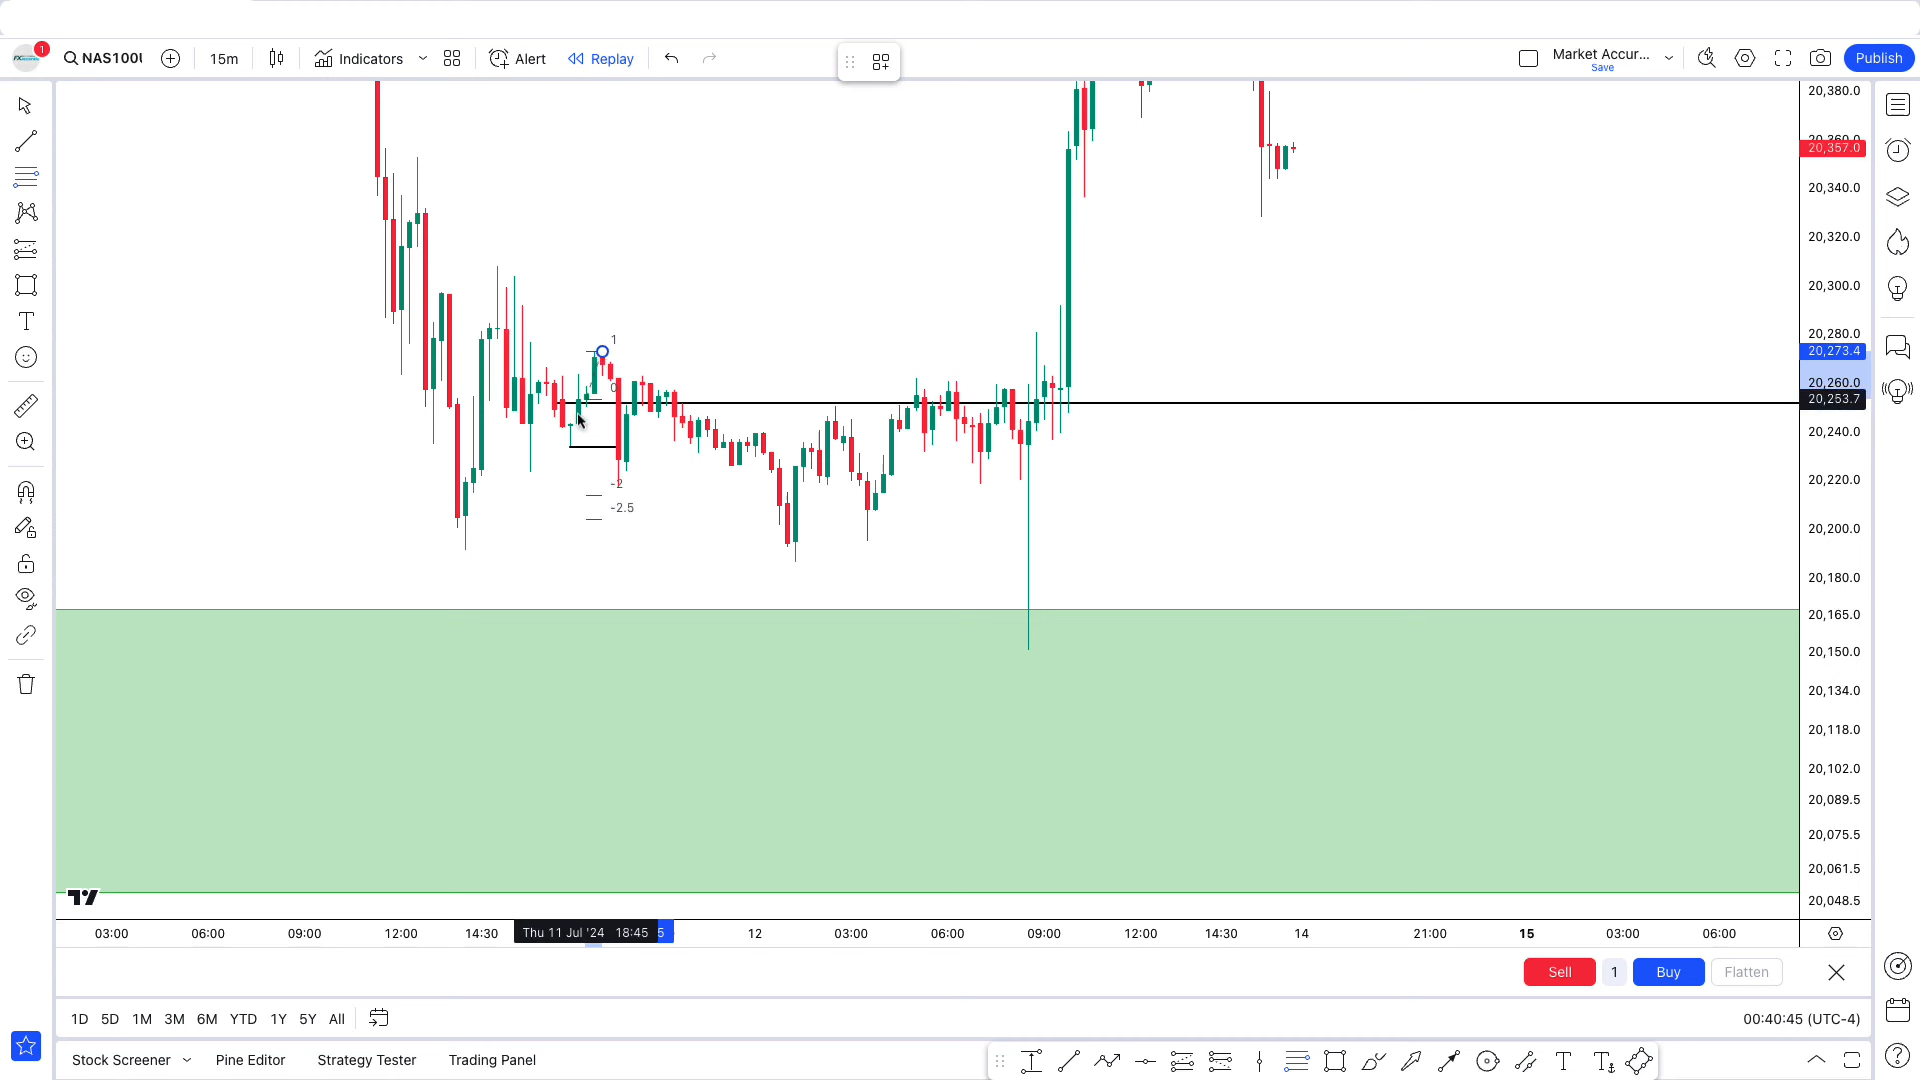 1
NAS100U
15m
Indicators
Alert
Replay
Market Accur...
Save
Publish
20,380.0
20,360.0
20,357.0
20,340.0
20,320.0
20,300.0
20,280.0
20,273.4
20,260.0
20,253.7
20,240.0
20,220.0
20,200.0
20,180.0
20,165.0
20,150.0
20,134.0
20,118.0
20,102.0
20,089.5
20,075.5
20,061.5
20,048.5
1
0
-2
-2.5
03:00 06:00 09:00 12:00 14:30 Thu 11 Jul '24 18:45 5 12 03:00 06:00 09:00 12:00 14:30 14 21:00 15 03:00 06:00
Sell 1 Buy Flatten
1D 5D 1M 3M 6M YTD 1Y 5Y All
00:40:45 (UTC-4)
Stock Screener Pine Editor Strategy Tester Trading Panel